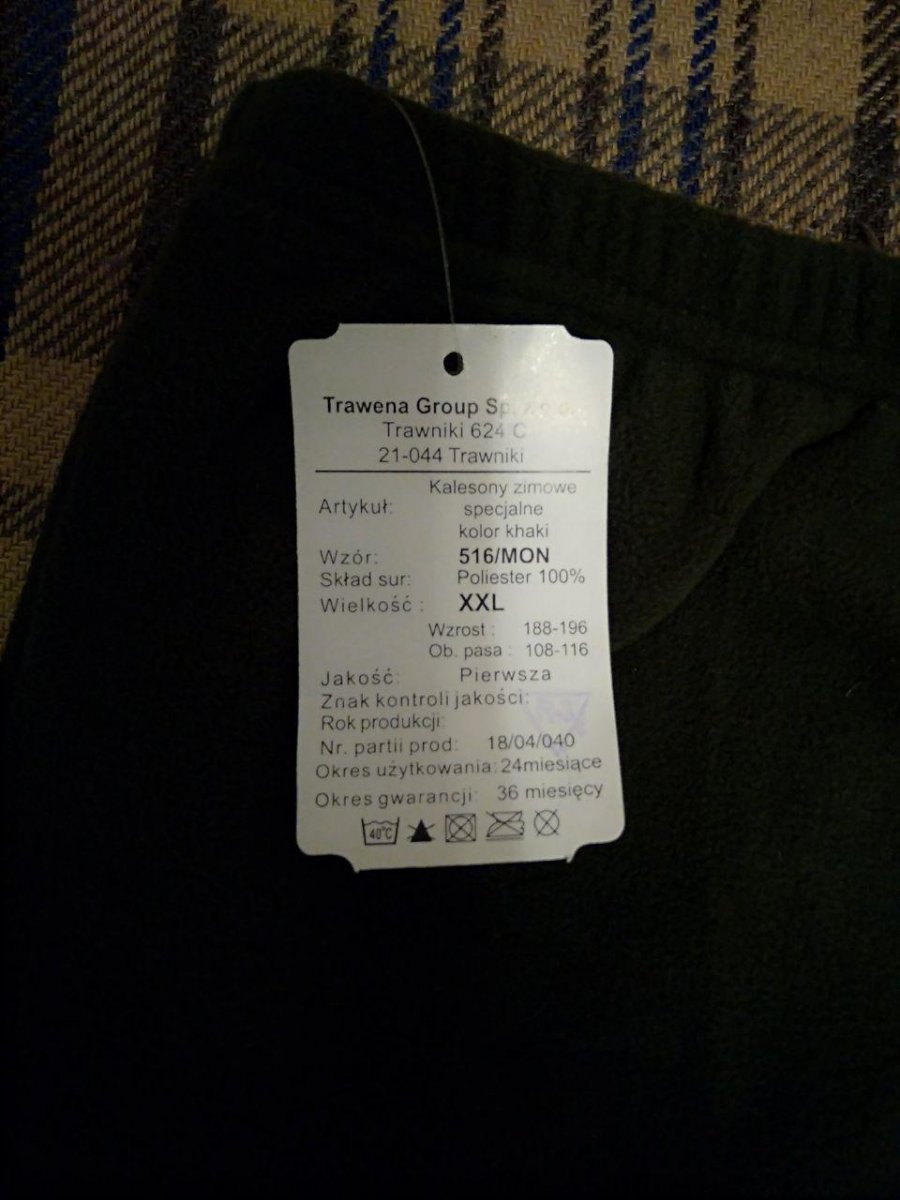 Trawena Group Sp. z o.o.
Trawniki 624 C
21-044 Trawniki
Artykuł: Kalesony zimowe
specjalne
kolor khaki
Wzór: 516/MON
Skład sur: Poliester 100%
Wielkość : XXL
Wzrost : 188-196
Ob. pasa : 108-116
Jakość: Pierwsza
Znak kontroli jakości:
Rok produkcji:
Nr. partii prod: 18/04/040
Okres użytkowania: 24miesiące
Okres gwarancji: 36 miesięcy
40°C